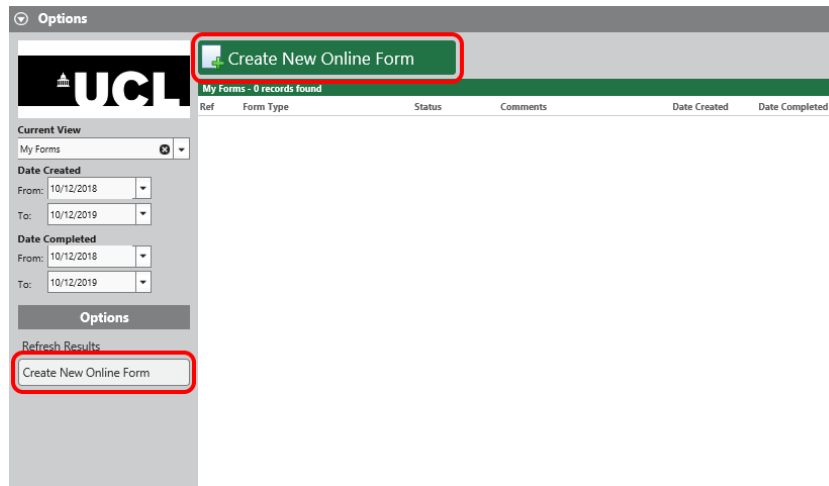 Options
Create New Online Form
UCL
My Forms - 0 records found
Ref Form Type Status Comments Date Created Date Completed
Current View
My Forms
Date Created
From: 10/12/2018
To: 10/12/2019
Date Completed
From: 10/12/2018
To: 10/12/2019
Options
Refresh Results
Create New Online Form